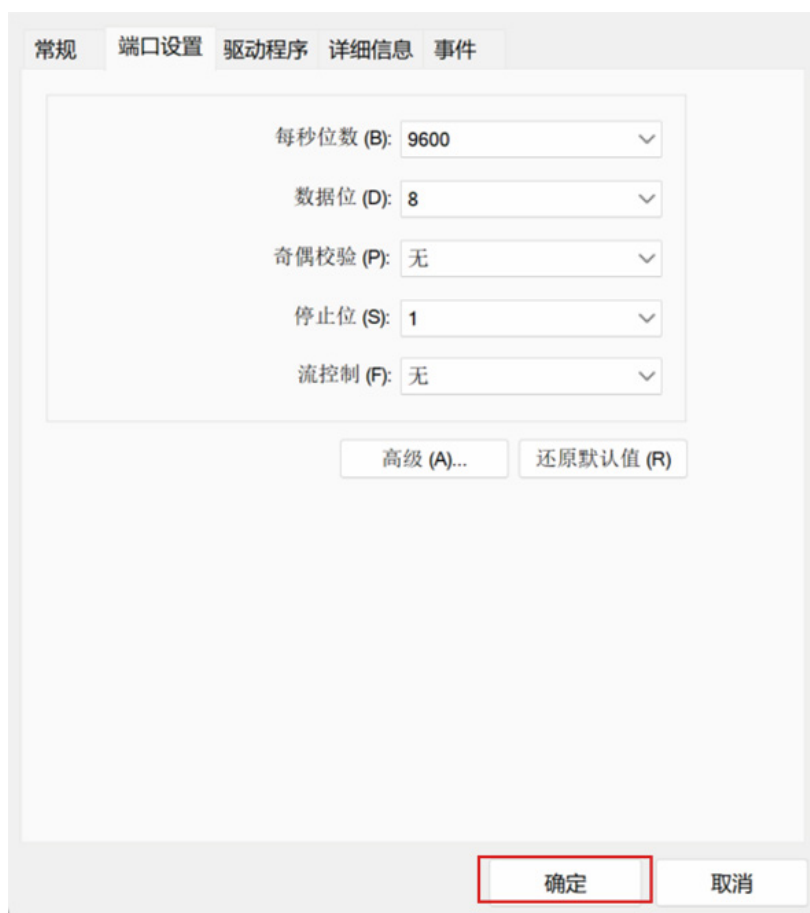 常规 端口设置 驱动程序 详细信息 事件
每秒位数 (B): 9600
数据位 (D): 8
奇偶校验 (P): 无
停止位 (S): 1
流控制 (F): 无
高级 (A)... 还原默认值 (R)
确定 取消